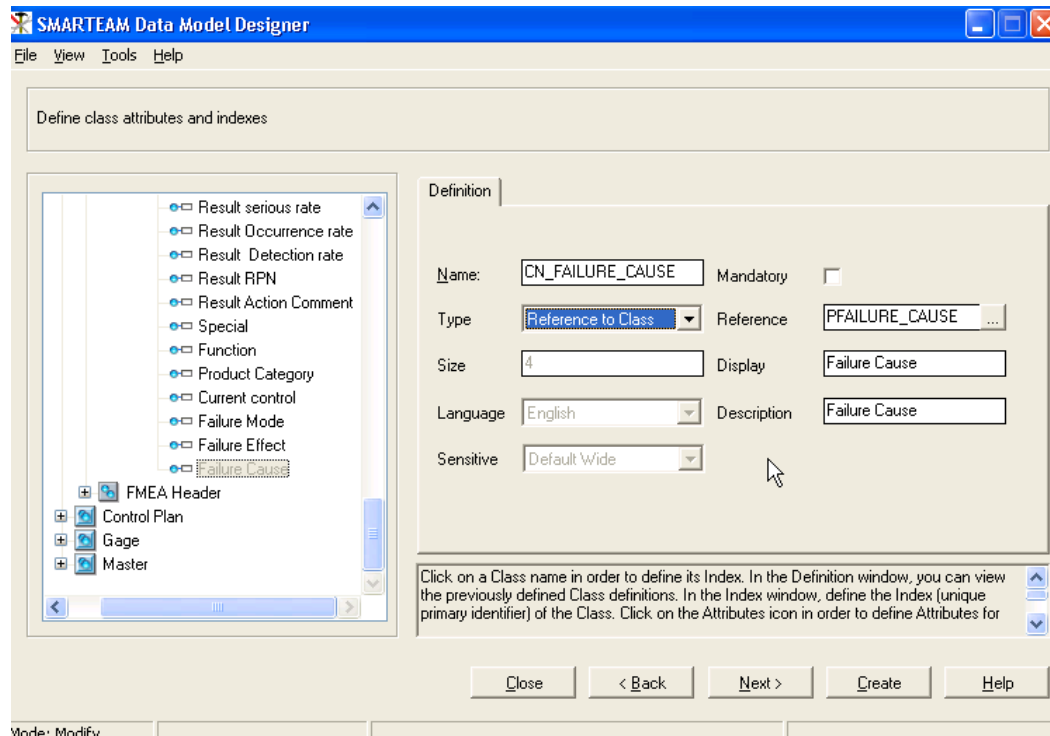 SMARTEAM Data Model Designer
File View Tools Help
Define class attributes and indexes
Result serious rate
Result Occurrence rate
Result Detection rate
Result RPN
Result Action Comment
Special
Function
Product Category
Current control
Failure Mode
Failure Effect
Failure Cause
FMEA Header
Control Plan
Gage
Master
Definition
Name: CN_FAILURE_CAUSE Mandatory
Type Reference to Class Reference PFAILURE_CAUSE ...
Size 4 Display Failure Cause
Language English Description Failure Cause
Sensitive Default Wide
Click on a Class name in order to define its Index. In the Definition window, you can view
the previously defined Class definitions. In the Index window, define the Index (unique
primary identifier) of the Class. Click on the Attributes icon in order to define Attributes for
Close < Back Next > Create Help
Mode: Modify